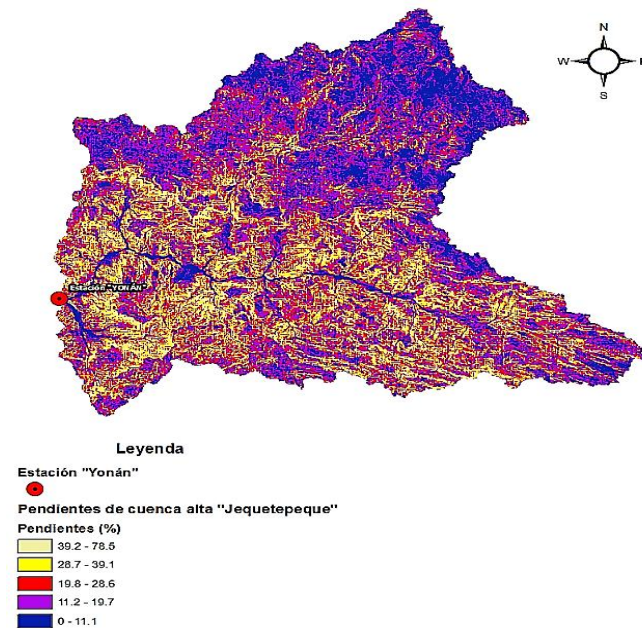 N
W E
S
Estación "YONÁN"
Leyenda
Estación "Yonán"
Pendientes de cuenca alta "Jequetepeque"
Pendientes (%)
39.2 - 78.5
28.7 - 39.1
19.8 - 28.6
11.2 - 19.7
0 - 11.1